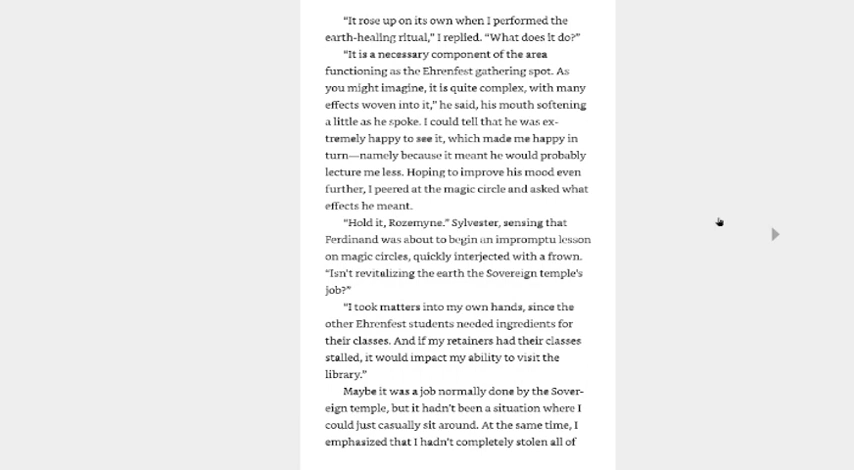 “It rose up on its own when I performed the
earth-healing ritual,” I replied. “What does it do?”
“It is a necessary component of the area
functioning as the Ehrenfest gathering spot. As
you might imagine, it is quite complex, with many
effects woven into it,” he said, his mouth softening
a little as he spoke. I could tell that he was ex-
tremely happy to see it, which made me happy in
turn—namely because it meant he would probably
lecture me less. Hoping to improve his mood even
further, I peered at the magic circle and asked what
effects he meant.
“Hold it, Rozemyne.” Sylvester, sensing that
Ferdinand was about to begin an impromptu lesson
on magic circles, quickly interjected with a frown.
“Isn’t revitalizing the earth the Sovereign temple’s
job?”
“I took matters into my own hands, since the
other Ehrenfest students needed ingredients for
their classes. And if my retainers had their classes
stalled, it would impact my ability to visit the
library.”
Maybe it was a job normally done by the Sover-
eign temple, but it hadn’t been a situation where I
could just casually sit around. At the same time, I
emphasized that I hadn’t completely stolen all of